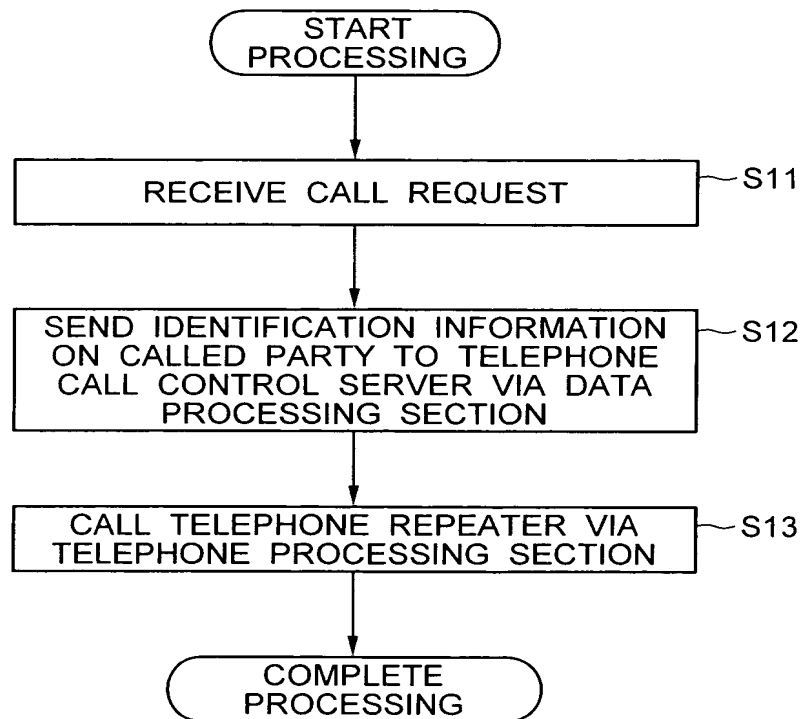 START
PROCESSING
RECEIVE CALL REQUEST
S11
SEND IDENTIFICATION INFORMATION
ON CALLED PARTY TO TELEPHONE
CALL CONTROL SERVER VIA DATA
PROCESSING SECTION
S12
CALL TELEPHONE REPEATER VIA
TELEPHONE PROCESSING SECTION
S13
COMPLETE
PROCESSING